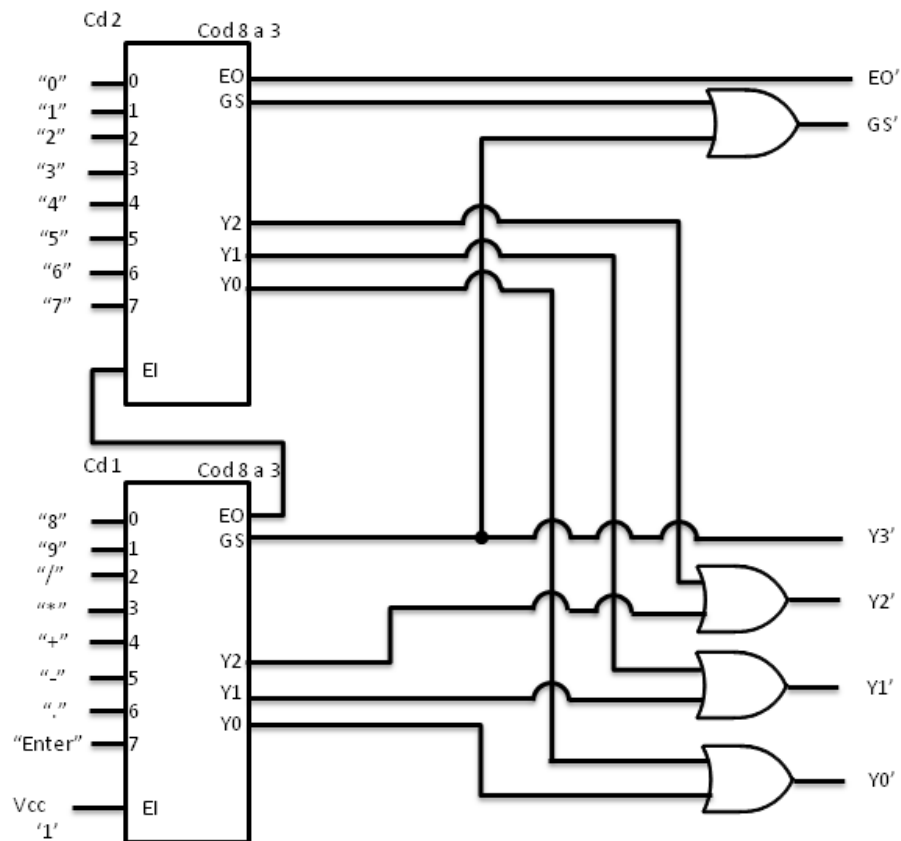 Cd 2
Cod 8 a 3
“0” 0 EO EO’
“1” 1 GS GS’
“2” 2
“3” 3
“4” 4 Y2
“5” 5 Y1
“6” 6 Y0
“7” 7
EI
Cd 1
Cod 8 a 3
“8” 0 EO
“9” 1 GS Y3’
“/” 2
“*” 3 Y2’
“+” 4
“-” 5 Y2
“.” 6 Y1 Y1’
“Enter” 7 Y0
Vcc EI Y0’
‘1’